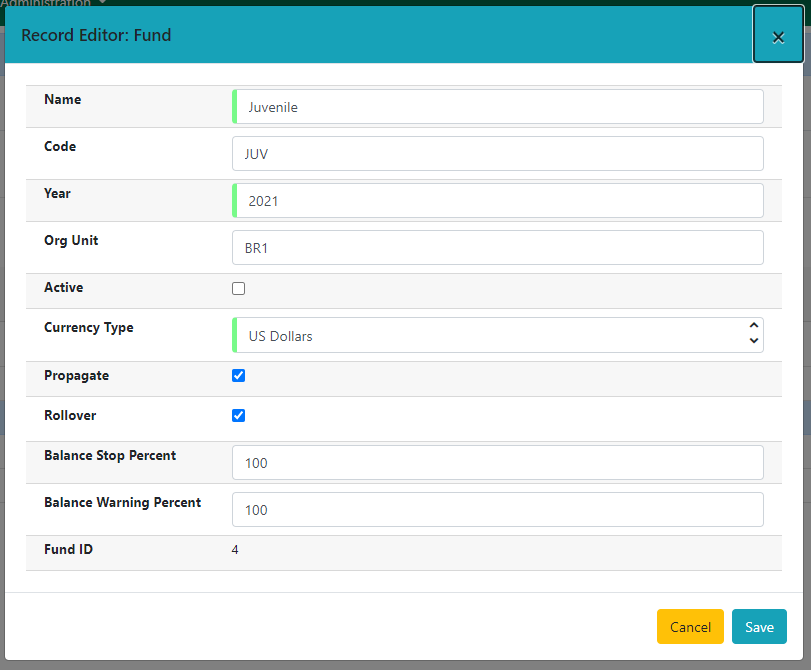 Administration
Record Editor: Fund
×
Name
Juvenile
Code
JUV
Year
2021
Org Unit
BR1
Active
Currency Type
US Dollars
Propagate
Rollover
Balance Stop Percent
100
Balance Warning Percent
100
Fund ID
4
Cancel
Save